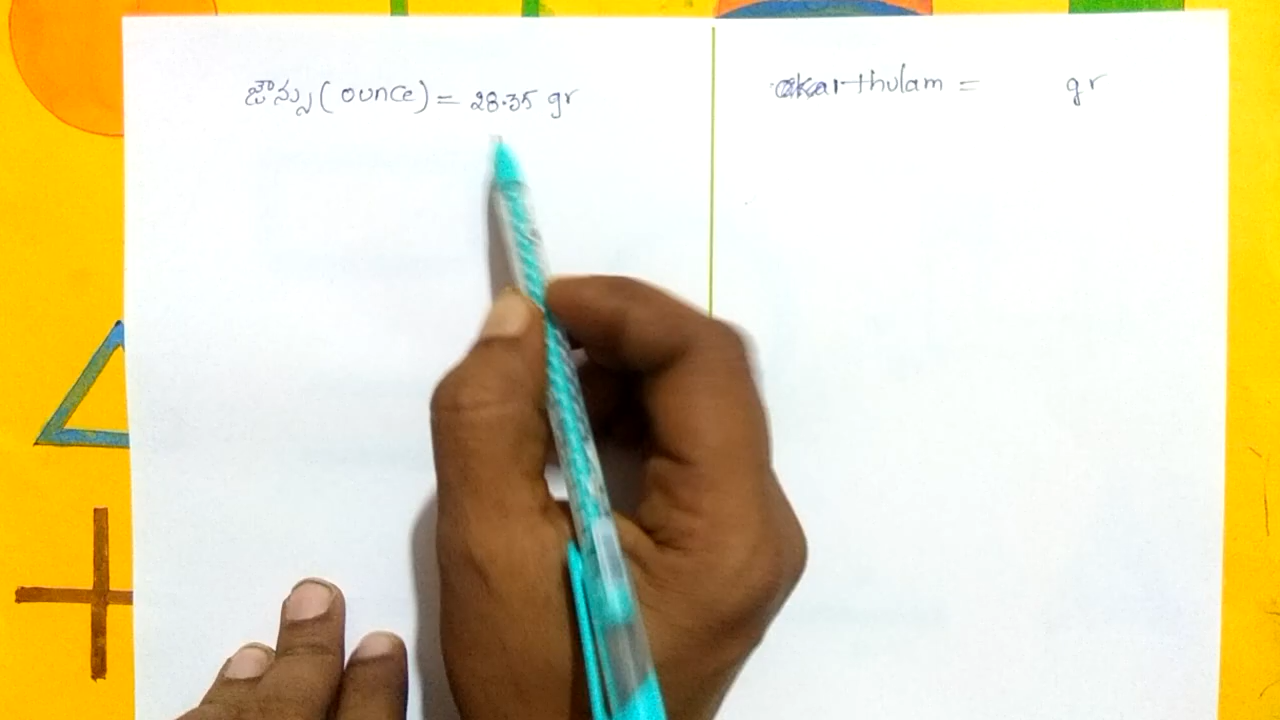 ఔన్సు ( ounce ) = 28.35 gr
thulam = gr